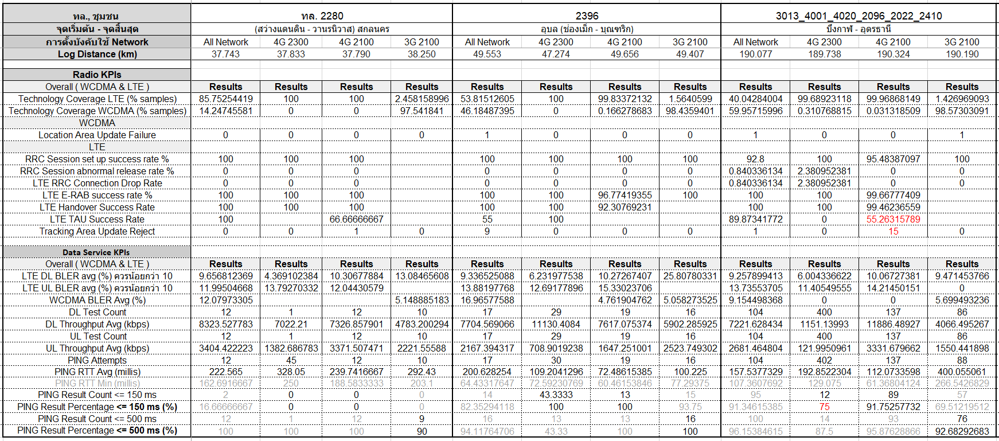 ทล., ชุมชน ทล. 2280 2396 3013_4001_4020_2096_2022_2410
จุดเริ่มต้น - จุดสิ้นสุด (สว่างแดนดิน - วานรนิวาส) สกลนคร อุบล (ช่องเม็ก - บุณฑริก) บึงกาฬ - อุดรธานี
การตั้งบังคับใช้ Network All Network 4G 2300 4G 2100 3G 2100 All Network 4G 2300 4G 2100 3G 2100 All Network 4G 2300 4G 2100 3G 2100
Log Distance (km) 37.743 37.833 37.790 38.250 49.553 47.274 49.656 49.407 190.077 189.738 190.324 190.190
Radio KPIs
Overall ( WCDMA & LTE ) Results Results Results Results Results Results Results Results Results Results Results Results
Technology Coverage LTE (% samples) 85.75254419 100 100 2.458158996 53.81512605 100 99.83372132 1.5640599 40.04284004 99.68923118 99.96868149 1.426969093
Technology Coverage WCDMA (% samples) 14.24745581 0 0 97.541841 46.18487395 0 0.166278683 98.4359401 59.95715996 0.310768815 0.031318509 98.57303091
WCDMA
Location Area Update Failure 0 0 0 0 1 0 0 0 1 0 0 1
LTE
RRC Session set up success rate % 100 100 100 100 100 100 100 92.8 100 95.48387097 100
RRC Session abnormal release rate % 0 0 0 0 0 0 0 0.840336134 2.380952381 0 0
LTE RRC Connection Drop Rate 0 0 0 0 0 0 0 0.840336134 2.380952381 0 0
LTE E-RAB success rate % 100 100 100 100 100 96.77419355 100 100 100 99.66777409
LTE Handover Success Rate 100 100 100 100 100 92.30769231 100 100 99.46236559
LTE TAU Success Rate 100 66.66666667 55 100 89.87341772 0 55.26315789
Tracking Area Update Reject 0 0 1 0 9 0 0 0 1 0 15 0
Data Service KPIs
Overall ( WCDMA & LTE ) Results Results Results Results Results Results Results Results Results Results Results Results
LTE DL BLER avg (%) ควรน้อยกว่า 10 9.656812369 4.369102384 10.30677884 13.08465608 9.336525088 6.231977538 10.27267407 25.80780331 9.257899413 6.004336622 10.06727381 9.471453766
LTE UL BLER avg (%) ควรน้อยกว่า 10 11.99504561 13.79270332 12.04430579 13.88197768 12.69177896 15.33023706 13.73553705 11.40549555 14.21450151 0
WCDMA BLER Avg (%) 12.07973305 5.148885183 16.96577588 4.761904762 5.058273525 9.154498368 0 0 5.699493236
DL Test Count 12 1 12 10 17 29 19 16 104 400 137 86
DL Throughput Avg (kbps) 8323.527783 7022.21 7326.857901 4783.200294 7704.569066 11130.4084 7617.075374 5902.285925 7221.628434 1151.13993 11886.48927 4066.495267
UL Test Count 12 1 12 10 17 29 19 16 104 400 137 86
UL Throughput Avg (kbps) 3404.422223 1382.686783 3371.507471 2221.55588 2167.394317 708.9019238 1647.251001 2523.749302 2681.464804 121.9950961 3331.679662 1550.441898
PING Attempts 12 45 12 10 17 30 19 16 104 402 137 88
PING RTT Avg (millis) 222.565 328.05 239.7416667 292.43 200.628254 109.2041296 72.48615385 100.225 157.5377329 192.8522304 112.0733598 400.055061
PING RTT Min (millis) 162.6916667 250 188.5833333 203.1 64.43317647 72.59230769 60.46153846 77.29375 107.3607692 129.075 61.36804124 266.5426829
PING Result Count <= 150 ms 2 0 0 0 14 43.3333 13 15 95 12 89 57
PING Result Percentage <= 150 ms (%) 16.66666667 0 0 0 82.35294118 100 100 93.75 91.34615385 75 91.75257732 69.51219512
PING Result Count <= 500 ms 12 1 12 9 16 13 13 16 100 14 93 76
PING Result Percentage <= 500 ms (%) 100 100 100 90 94.11764706 43.33 100 100 96.15384615 87.5 95.87628866 92.68292683